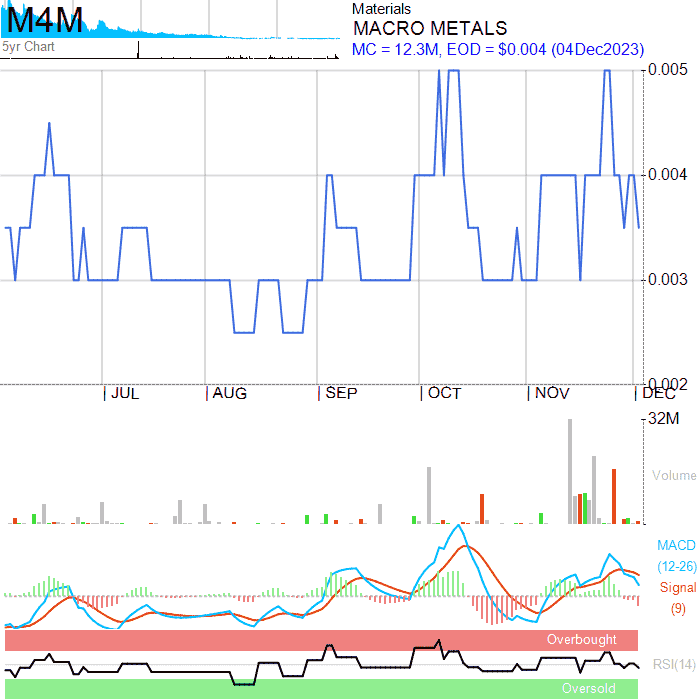 M4M
5yr Chart
Materials
MACRO METALS
MC = 12.3M, EOD = $0.004 (04Dec2023)
0.005
0.004
0.003
0.002
JUL AUG SEP OCT NOV DEC
32M
Volume
MACD
(12-26)
Signal
(9)
Overbought
RSI(14)
Oversold